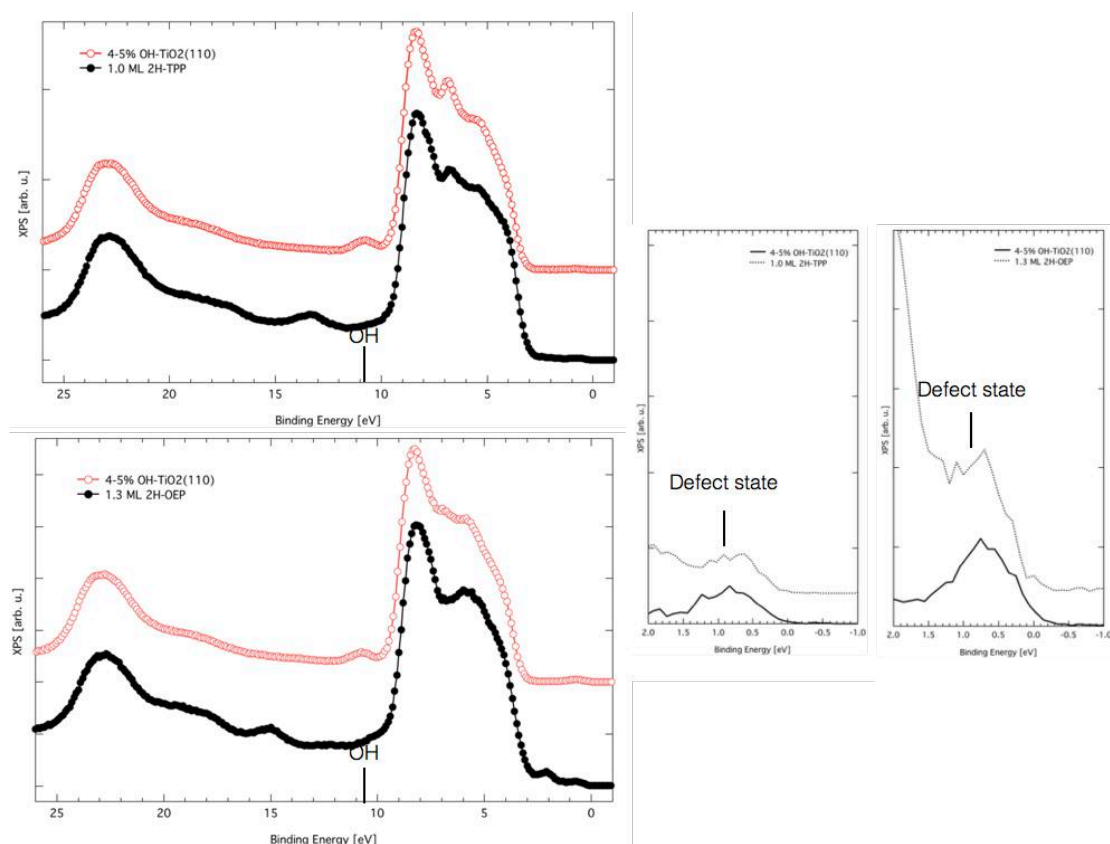 4-5% OH-TiO2(110)
1.0 ML 2H-TPP
XPS [arb. u.]
OH
25 20 15 10 5 0
Binding Energy [eV]
4-5% OH-TiO2(110)
1.3 ML 2H-OEP
XPS [arb. u.]
OH
25 20 15 10 5 0
Binding Energy [eV]
4-5% OH-TiO2(110)
1.0 ML 2H-TPP
Defect state
XPS [arb. u.]
2.0 1.5 1.0 0.5 0.0 -0.5 -1.0
Binding Energy [eV]
4-5% OH-TiO2(110)
1.3 ML 2H-OEP
Defect state
XPS [arb. u.]
2.0 1.5 1.0 0.5 0.0 -0.5 -1.0
Binding Energy [eV]